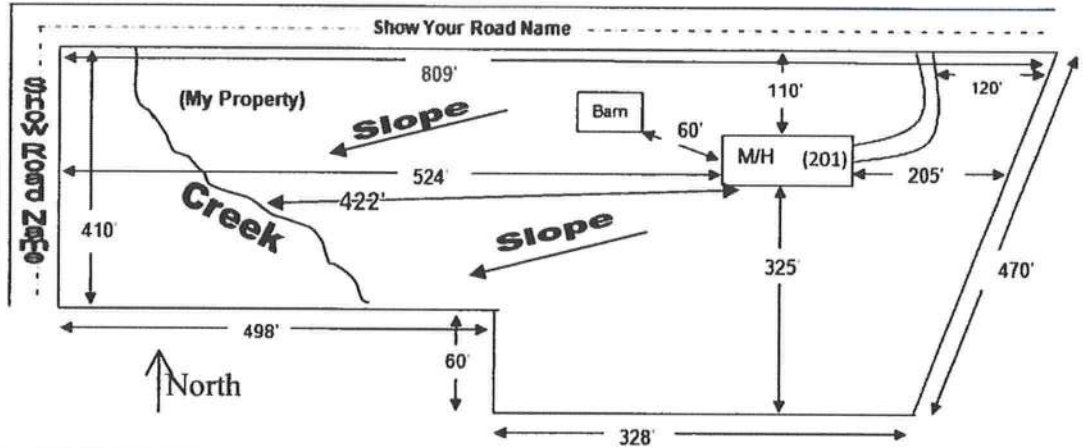 Show Your Road Name
809'
(My Property)
Slope
Barn
110'
120'
60'
M/H (201)
Show Road Name
524'
205'
422'
Creek
410'
Slope
325'
470'
498'
60'
North
328'